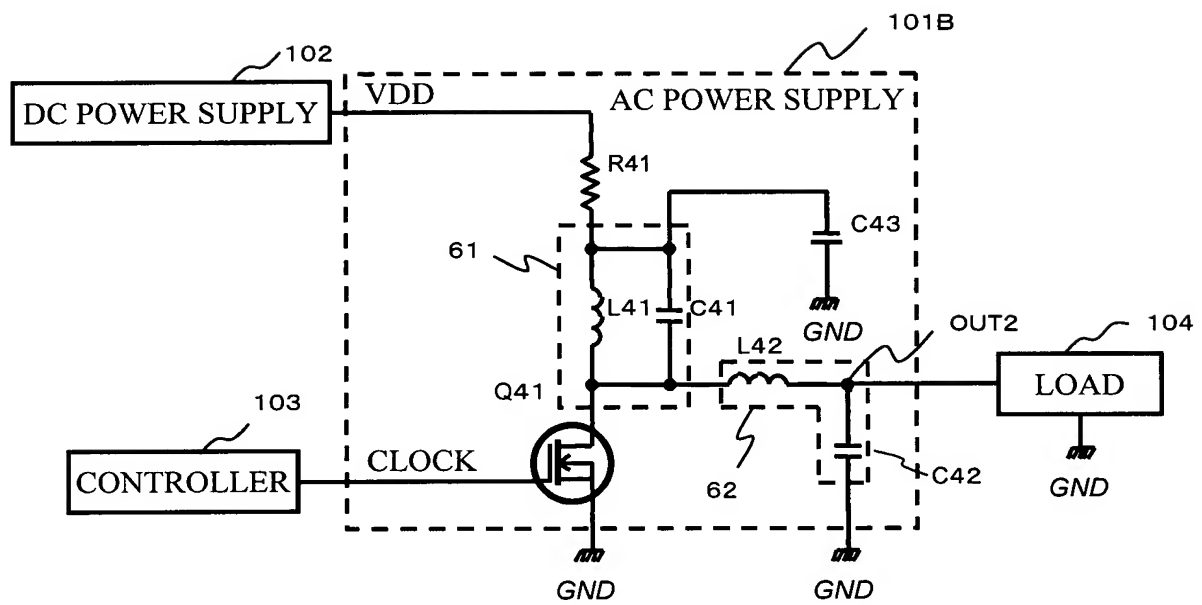 101B
102
DC POWER SUPPLY
VDD
AC POWER SUPPLY
R41
C43
61
L41
C41
GND
OUT2
104
L42
LOAD
Q41
103
CLOCK
CONTROLLER
62
C42
GND
GND
GND